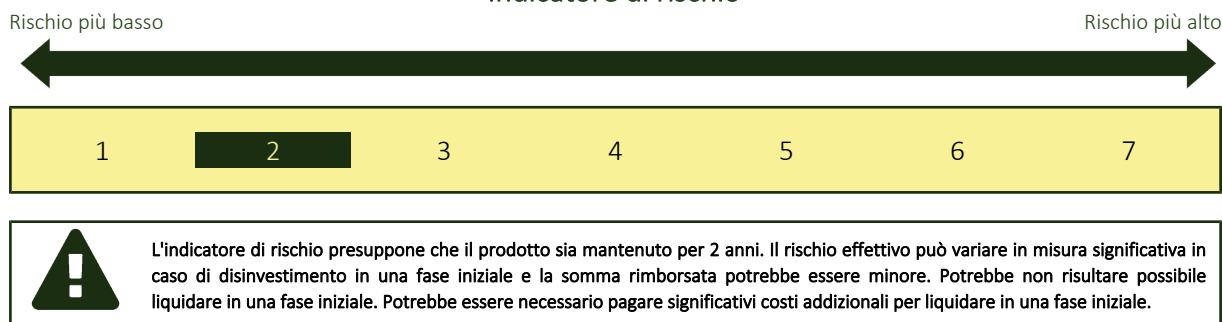 Indicatore di rischio
Rischio più basso
Rischio più alto
1 2 3 4 5 6 7
L'indicatore di rischio presuppone che il prodotto sia mantenuto per 2 anni. Il rischio effettivo può variare in misura significativa in
caso di disinvestimento in una fase iniziale e la somma rimborsata potrebbe essere minore. Potrebbe non risultare possibile
liquidare in una fase iniziale. Potrebbe essere necessario pagare significativi costi addizionali per liquidare in una fase iniziale.